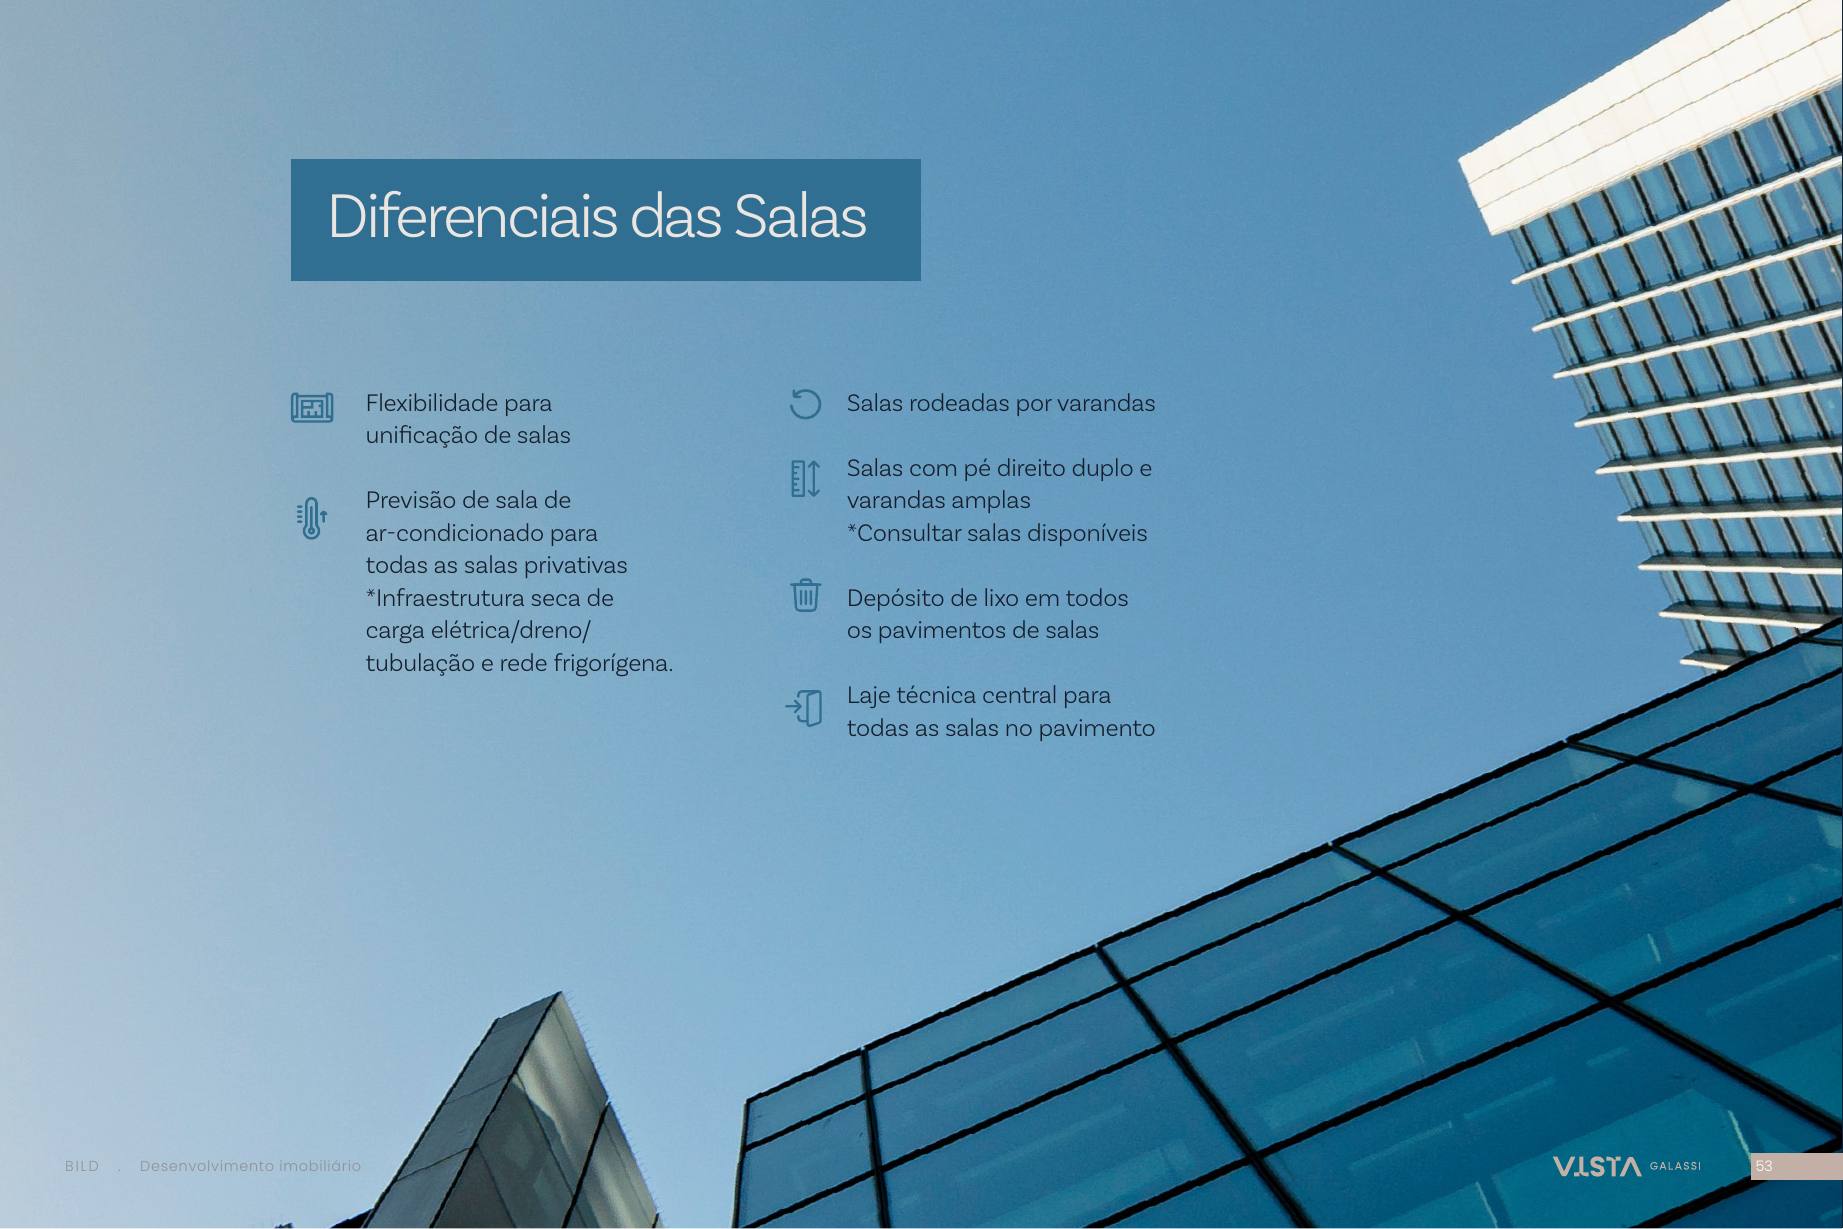 Diferenciais das Salas
Flexibilidade para
unificação de salas
Previsão de sala de
ar-condicionado para
todas as salas privativas
*Infraestrutura seca de
carga elétrica/dreno/
tubulação e rede frigorígena.
Salas rodeadas por varandas
Salas com pé direito duplo e
varandas amplas
*Consultar salas disponíveis
Depósito de lixo em todos
os pavimentos de salas
Laje técnica central para
todas as salas no pavimento
BILD . Desenvolvimento imobiliário
VISTA GALASSI
53